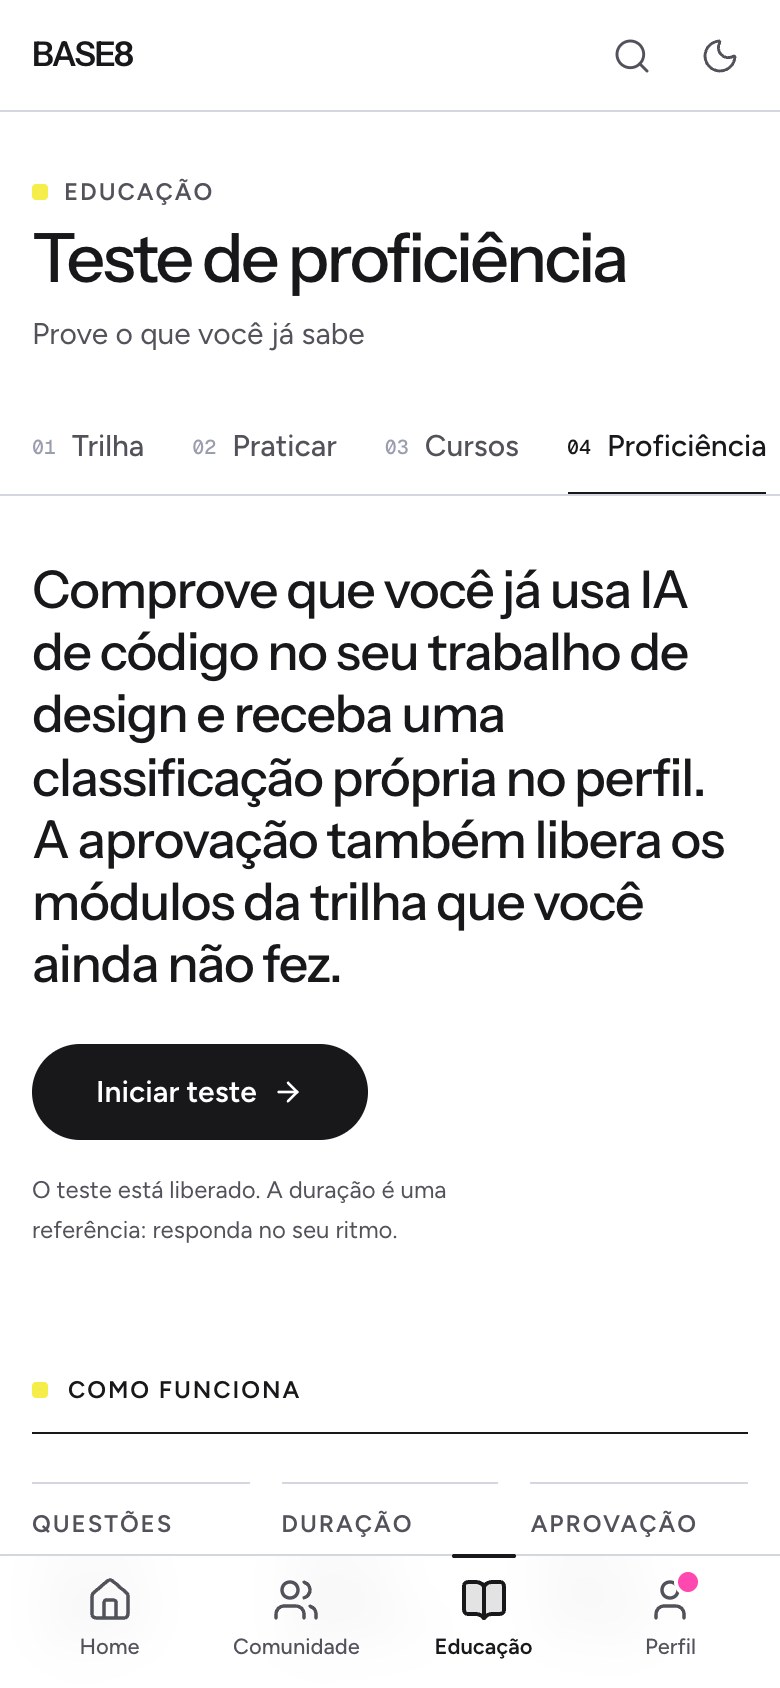 BASE8
EDUCAÇÃO
Teste de proficiência
Prove o que você já sabe
01 Trilha 02 Praticar 03 Cursos 04 Proficiência
Comprove que você já usa IA
de código no seu trabalho de
design e receba uma
classificação própria no perfil.
A aprovação também libera os
módulos da trilha que você
ainda não fez.
Iniciar teste →
O teste está liberado. A duração é uma
referência: responda no seu ritmo.
COMO FUNCIONA
QUESTÕES DURAÇÃO APROVAÇÃO
Home Comunidade Educação Perfil